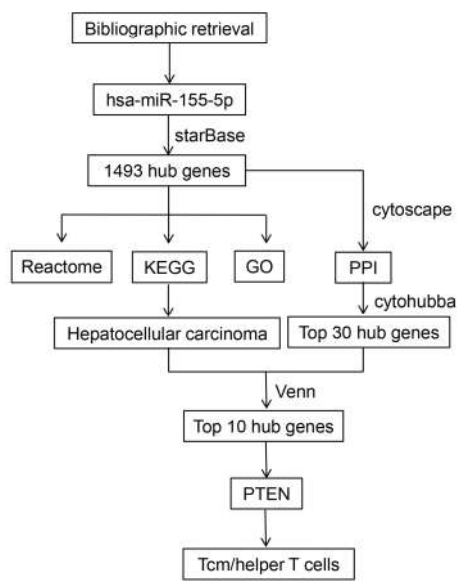 Bibliographic retrieval
hsa-miR-155-5p
starBase
1493 hub genes
cytoscape
Reactome
KEGG
GO
PPI
cytohubba
Hepatocellular carcinoma
Top 30 hub genes
Venn
Top 10 hub genes
PTEN
Tcm/helper T cells